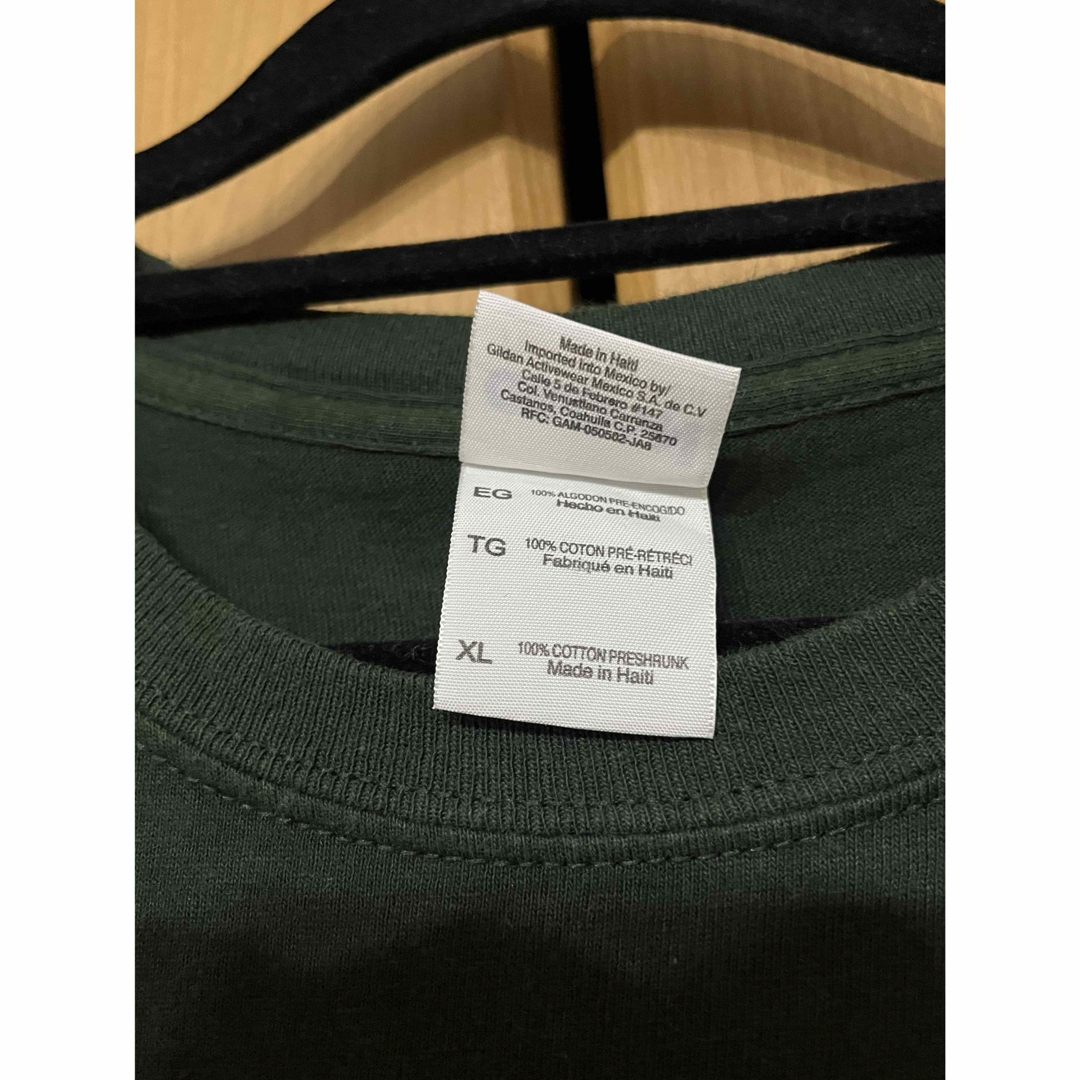 Made in Haiti
Imported into Mexico by/
Gildan Activewear Mexico S.A. de C.V
Calle 5 de Febrero #147
Col. Venustiano Carranza
Castanos, Coahuila C.P. 25870
RFC: GAM-050502-JA8
EG 100% ALGODON PRE-ENCOGIDO
Hecho en Haiti
TG 100% COTON PRÉ-RÉTRÉCI
Fabriqué en Haiti
XL 100% COTTON PRESHRUNK
Made in Haiti